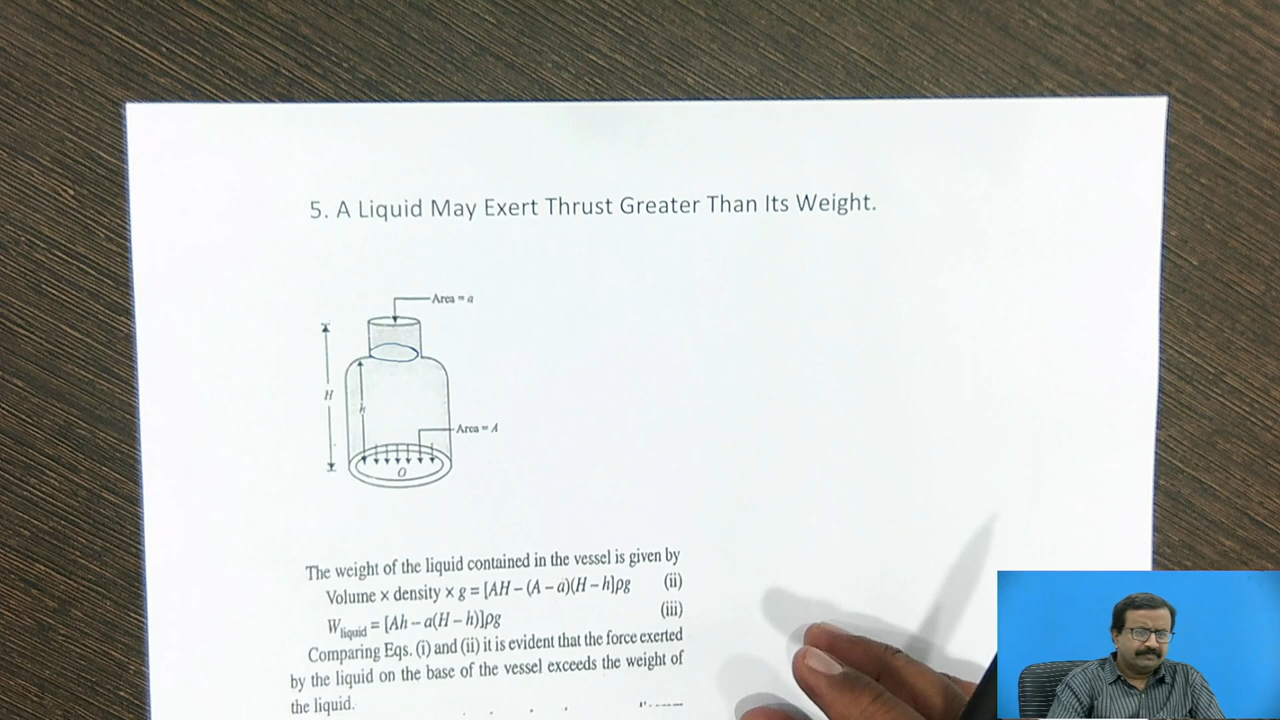 5. A Liquid May Exert Thrust Greater Than Its Weight.
Area = a
H
h
Area = A
O
The weight of the liquid contained in the vessel is given by
Volume × density × g = [AH – (A – a)(H – h]ρg (ii)
W_liquid = [Ah – a(H – h)]ρg (iii)
Comparing Eqs. (i) and (ii) it is evident that the force exerted
by the liquid on the base of the vessel exceeds the weight of
the liquid.